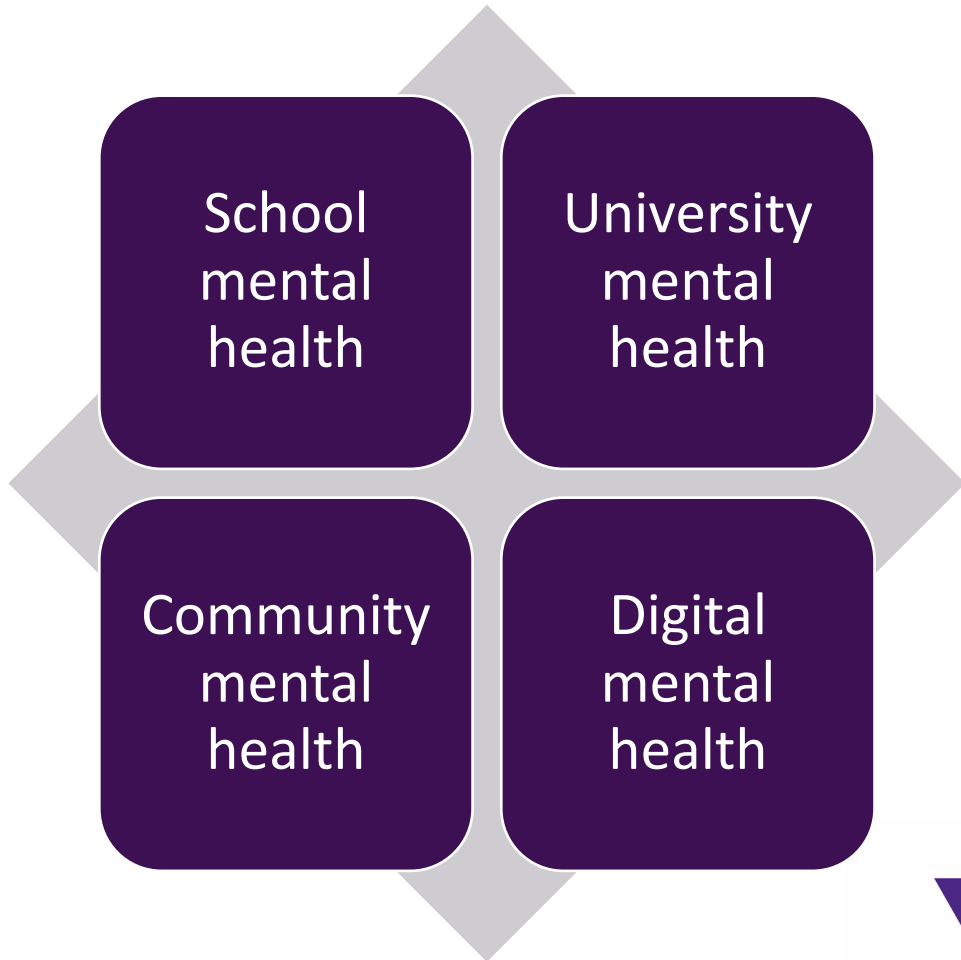 School
mental
health
University
mental
health
Community
mental
health
Digital
mental
health